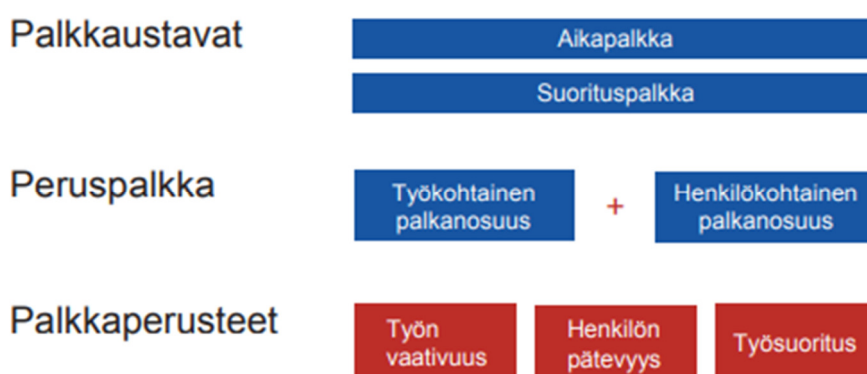 Palkkaustavat
Aikapalkka
Suorituspalkka
Peruspalkka
Työkohtainen
palkanosuus
+
Henkilökohtainen
palkanosuus
Palkkaperusteet
Työn
vaativuus
Henkilön
pätevyys
Työsuoritus